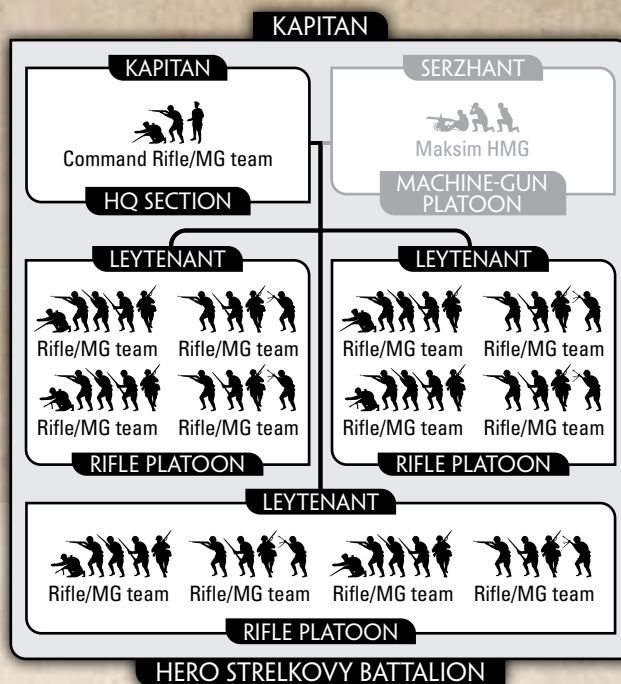 KAPITAN
KAPITAN
Command Rifle/MG team
HQ SECTION
SERZHANT
Maksim HMG
MACHINE-GUN
PLATOON
LEYTENANT
Rifle/MG team Rifle/MG team
Rifle/MG team Rifle/MG team
RIFLE PLATOON
LEYTENANT
Rifle/MG team Rifle/MG team
Rifle/MG team Rifle/MG team
RIFLE PLATOON
LEYTENANT
Rifle/MG team Rifle/MG team Rifle/MG team Rifle/MG team
RIFLE PLATOON
HERO STRELKOVY BATTALION